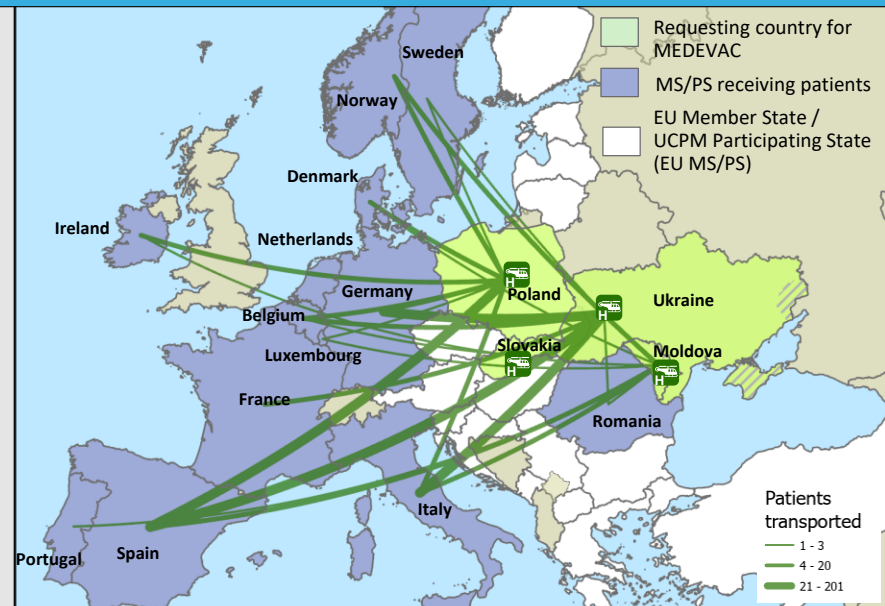 Requesting country for
MEDEVAC
MS/PS receiving patients
EU Member State /
UCPM Participating State
(EU MS/PS)
Sweden
Norway
Denmark
Ireland
Netherlands
Germany
Poland
Ukraine
Belgium
Slovakia
Luxembourg
Moldova
France
Romania
Italy
Portugal
Spain
H
H
H
H
Patients
transported
1 - 3
4 - 20
21 - 201